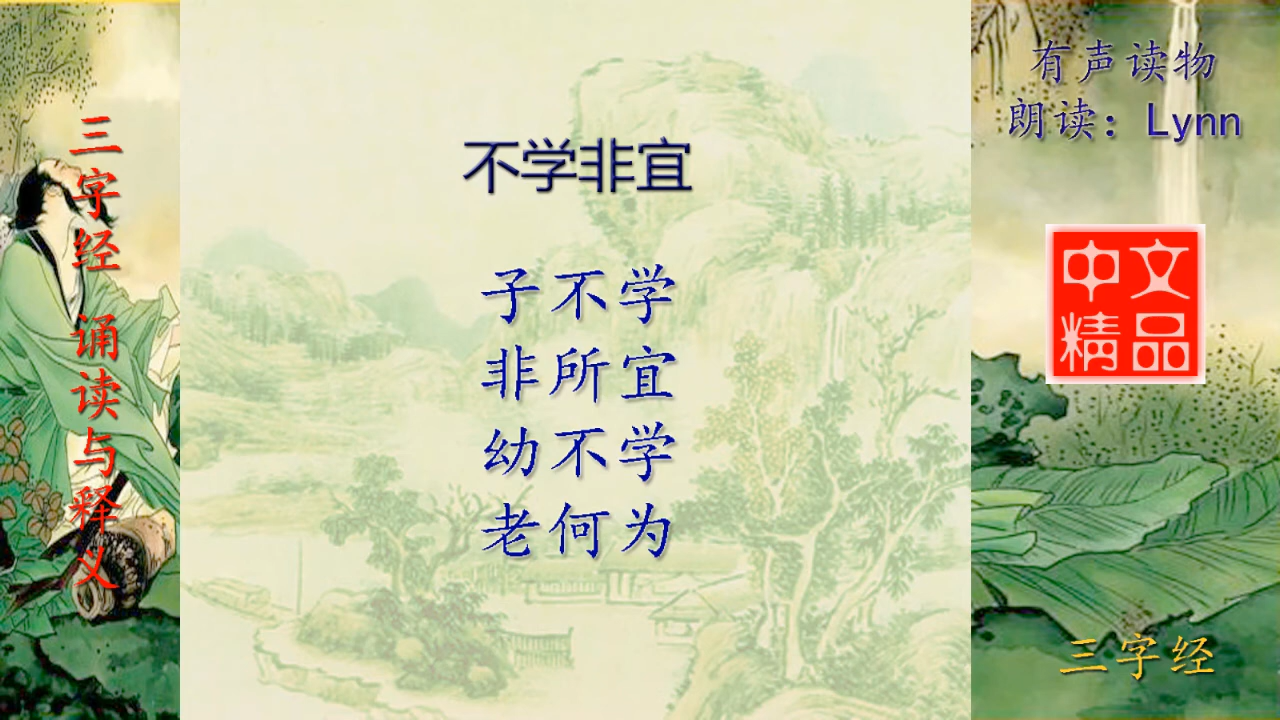 三字经 诵读与释义
不学非宜
子不学
非所宜
幼不学
老何为
有声读物
朗读：Lynn
中文
精品
三字经